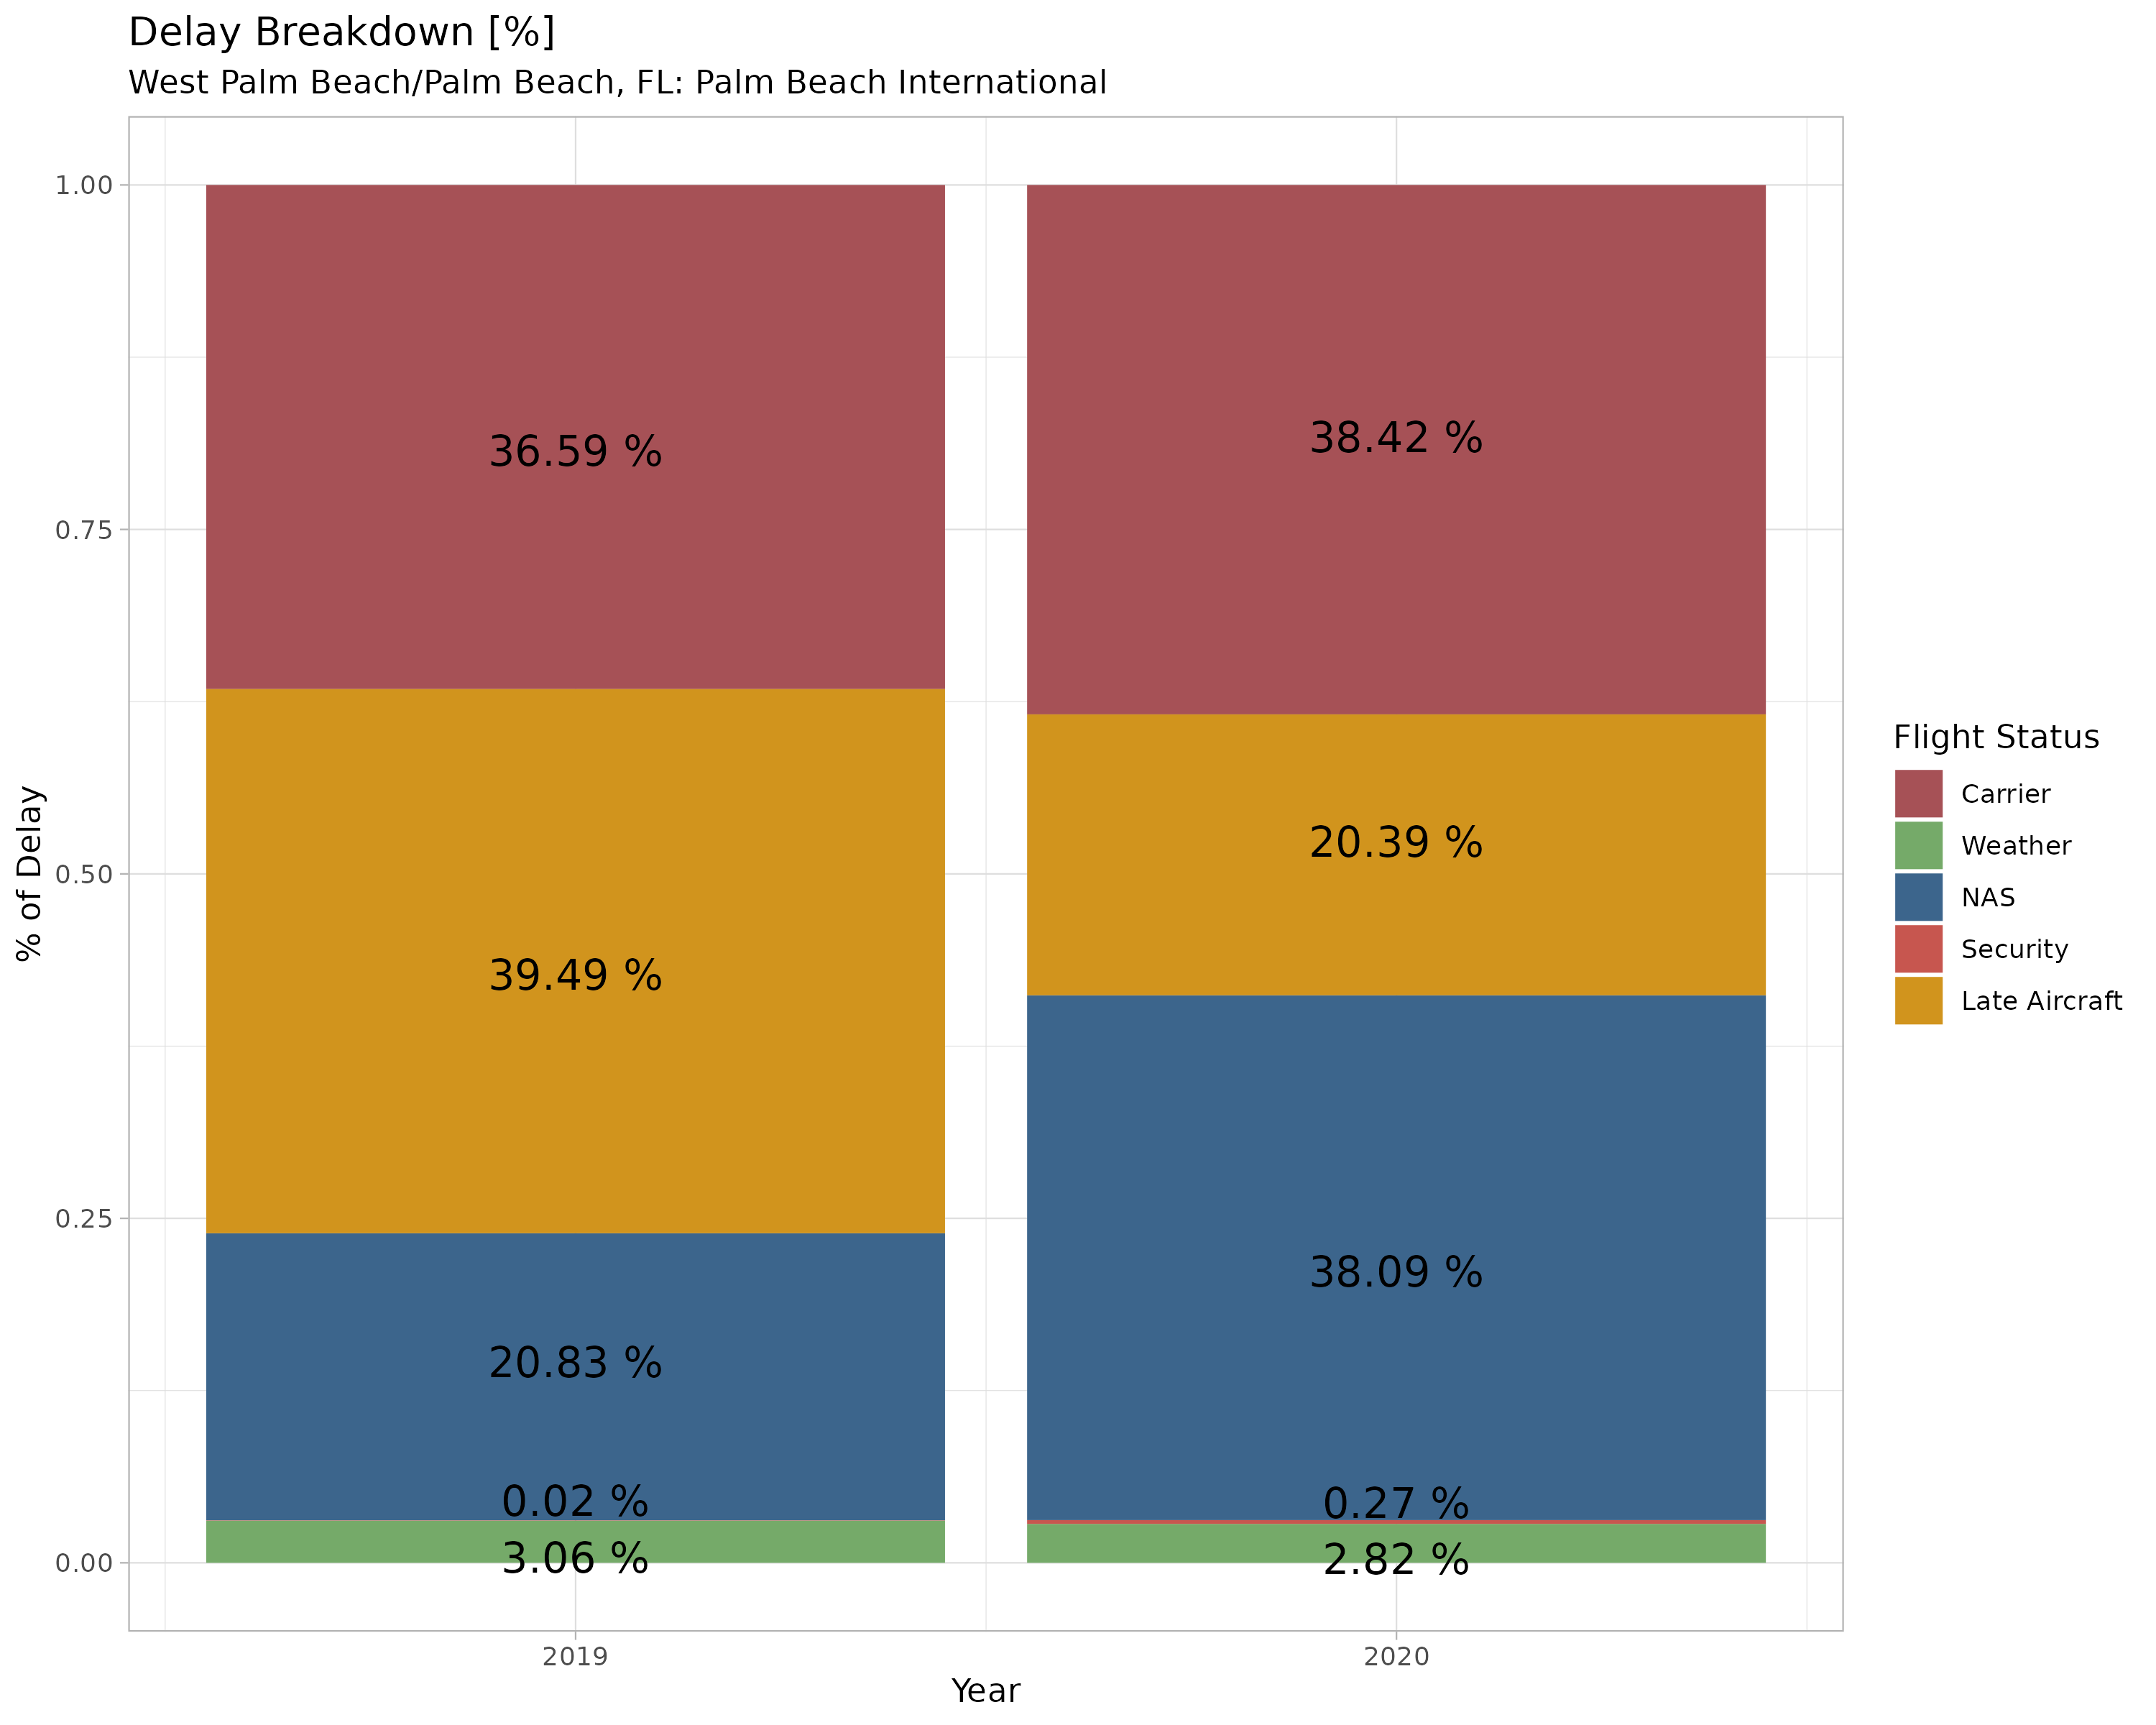 Delay Breakdown [%]
West Palm Beach/Palm Beach, FL: Palm Beach International
% of Delay
1.00
0.75
0.50
0.25
0.00
36.59 %
39.49 %
20.83 %
0.02 %
3.06 %
38.42 %
20.39 %
38.09 %
0.27 %
2.82 %
2019
2020
Year
Flight Status
Carrier
Weather
NAS
Security
Late Aircraft